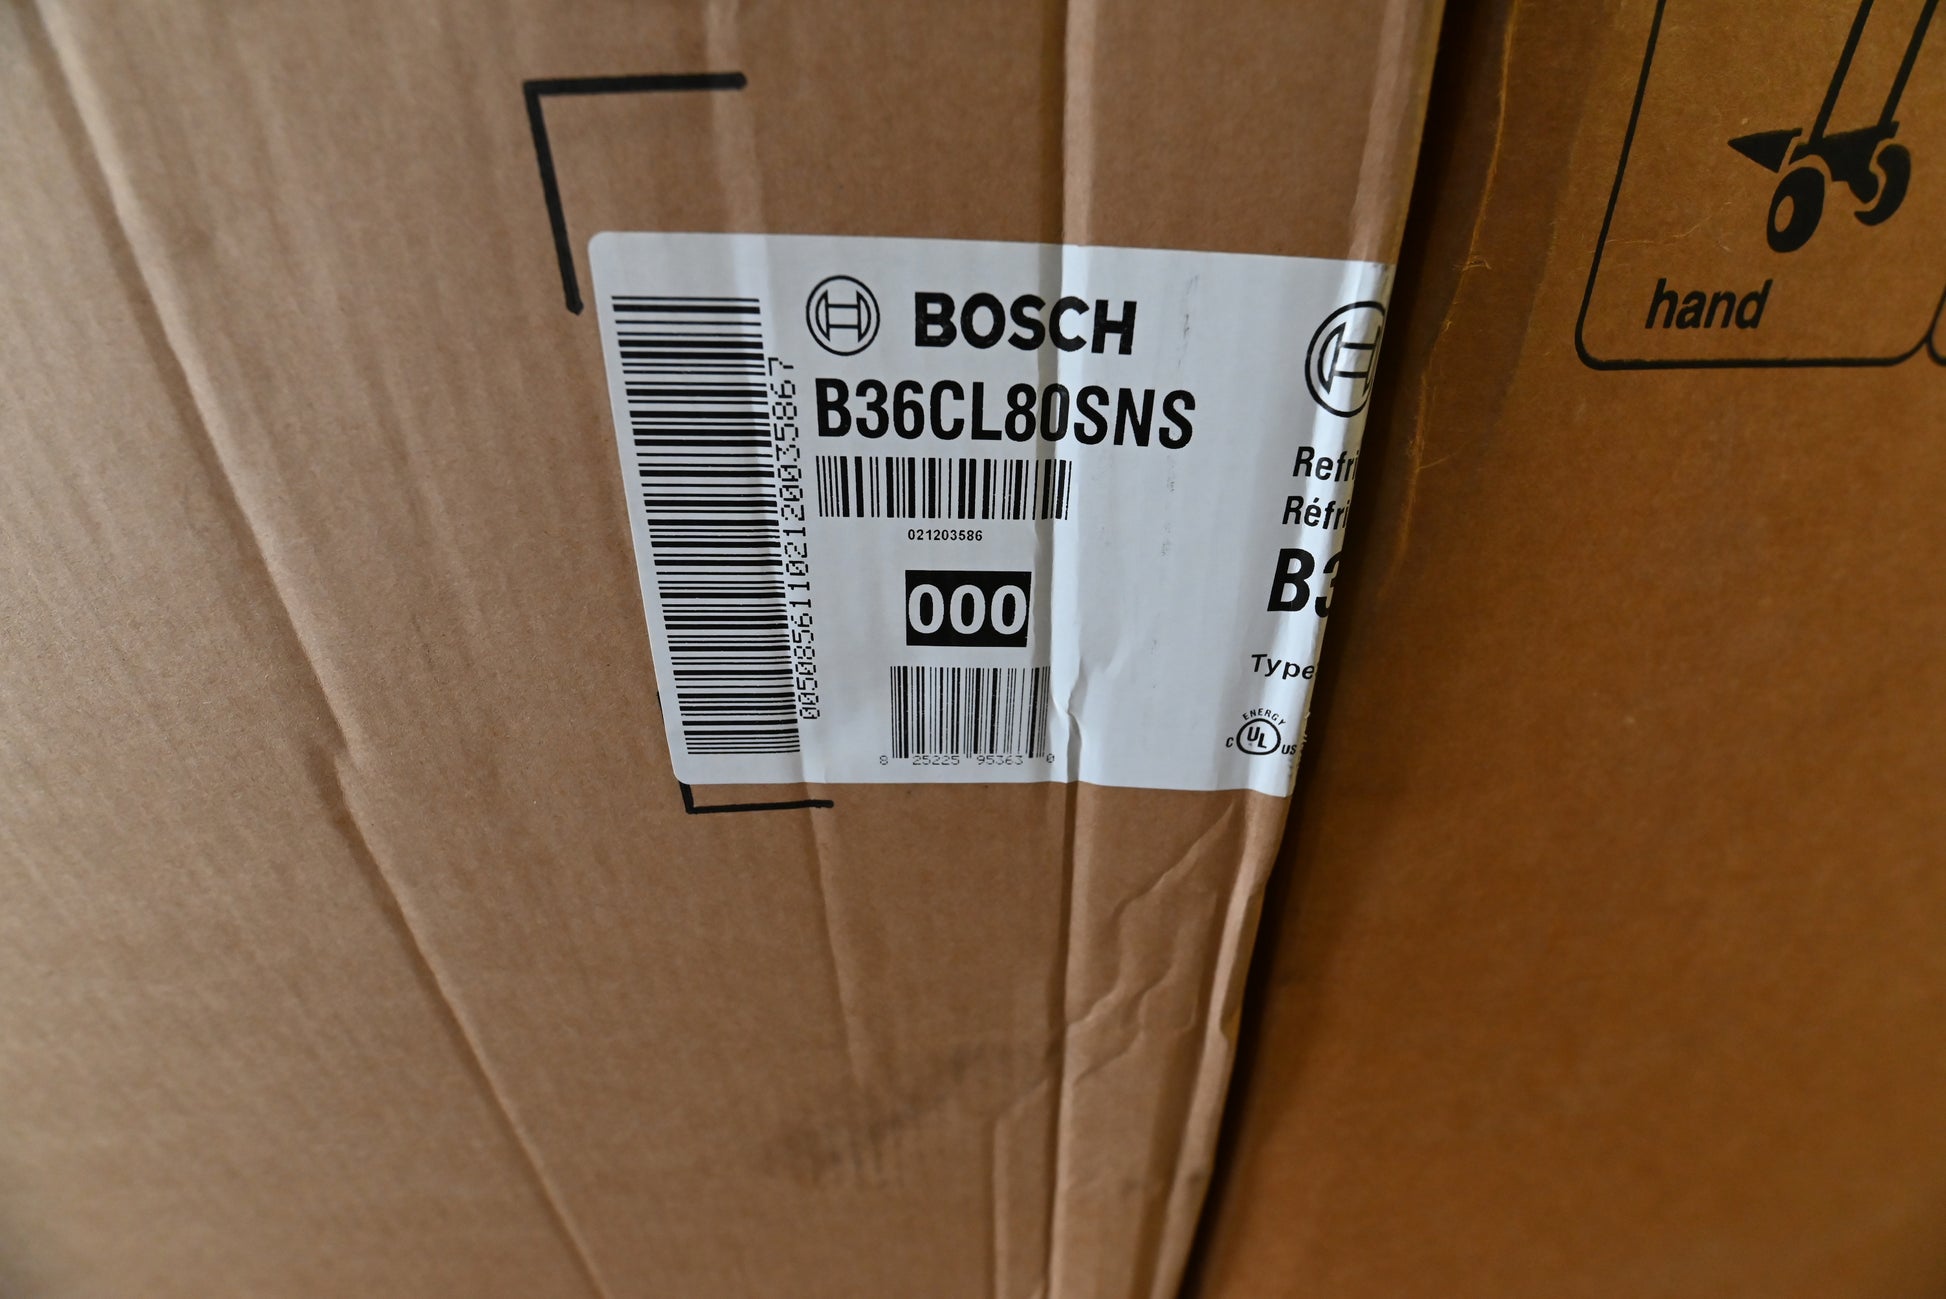 BOSCH
B36CL80SNS
021203586
000
8 25225 95363 0
00508561102120035867
Refri
Réfri
B3
Type
ENERGY
C UL US
hand